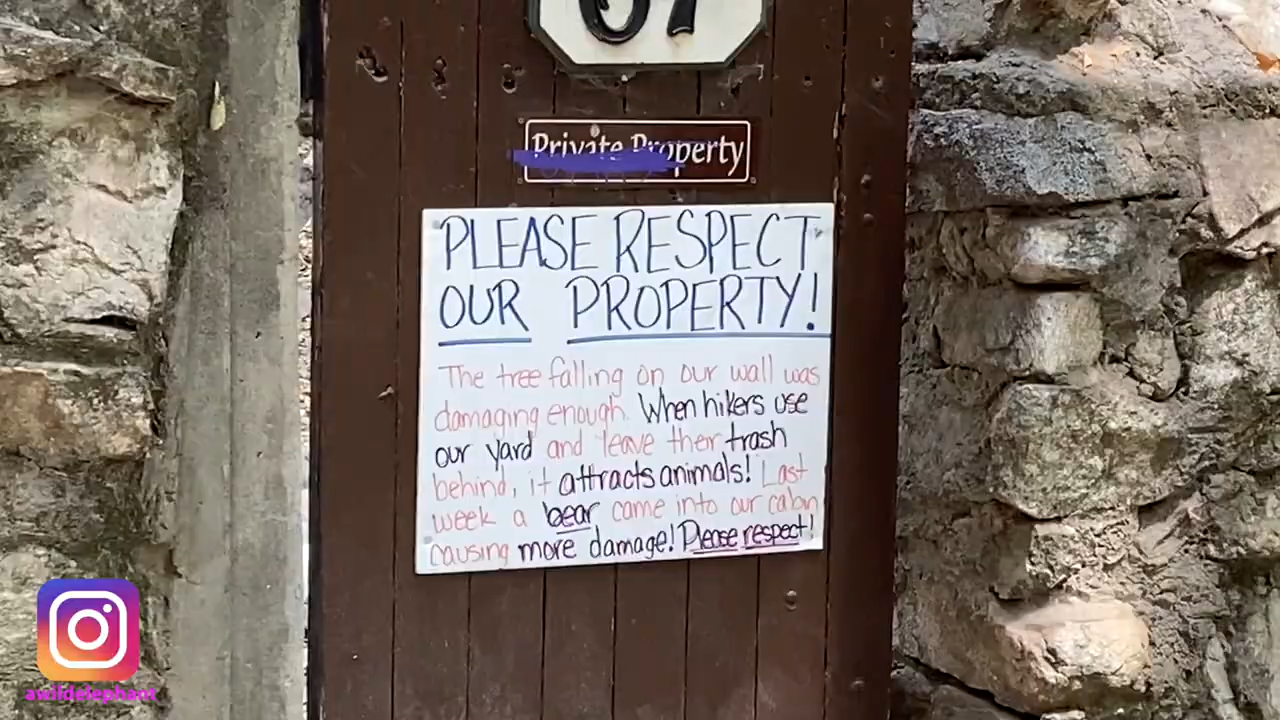 67
Private Property
PLEASE RESPECT
OUR PROPERTY!
The tree falling on our wall was
damaging enough. When hikers use
our yard and leave their trash
behind, it attracts animals! Last
week a bear came into our cabin
causing more damage! Please respect!
awildelephant